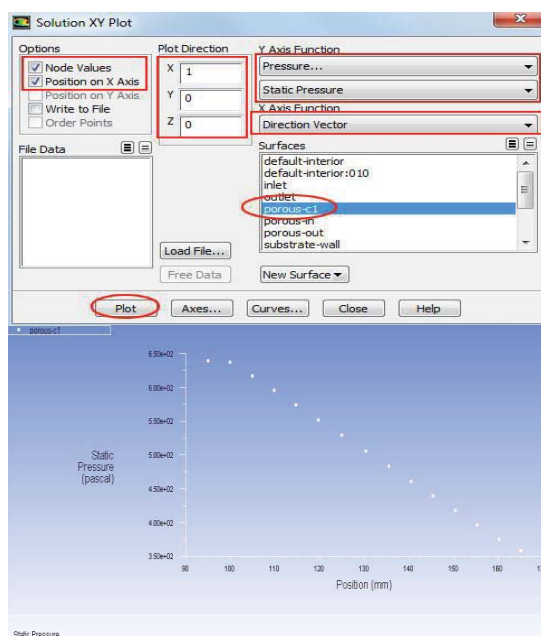 Solution XY Plot
Options
Node Values
Position on X Axis
Position on Y Axis
Write to File
Order Points
Plot Direction
X 1
Y 0
Z 0
Y Axis Function
Pressure...
Static Pressure
X Axis Function
Direction Vector
File Data
Surfaces
default-interior
default-interior:010
inlet
outlet
porous-c1
porous-in
porous-out
substrate-wall
Load File...
Free Data
New Surface
Plot
Axes...
Curves...
Close
Help
porous-c1
6.50e+02
6.00e+02
5.50e+02
5.00e+02
4.50e+02
4.00e+02
3.50e+02
Static
Pressure
(pascal)
90 100 110 120 130 140 150 160
Position (mm)
Static Pressure